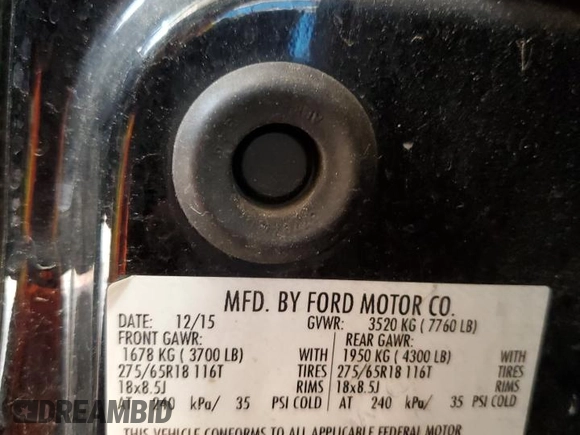 MFD. BY FORD MOTOR CO.
DATE: 12/15 GVWR: 3520 KG ( 7760 LB)
FRONT GAWR: REAR GAWR:
1678 KG ( 3700 LB) WITH 1950 KG ( 4300 LB) WITH
275/65R18 116T TIRES 275/65R18 116T TIRES
18x8.5J RIMS 18x8.5J RIMS
AT 240 kPa/ 35 PSI COLD AT 240 kPa/ 35 PSI COLD
THIS VEHICLE CONFORMS TO ALL APPLICABLE FEDERAL MOTOR
DREAMBID